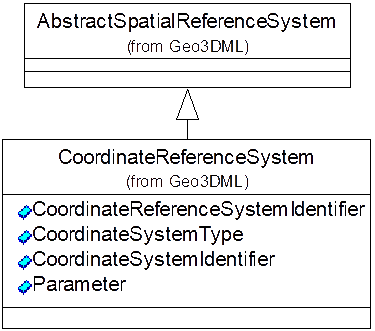 AbstractSpatialReferenceSystem
(from Geo3DML)
CoordinateReferenceSystem
(from Geo3DML)
CoordinateReferenceSystemIdentifier
CoordinateSystemType
CoordinateSystemIdentifier
Parameter